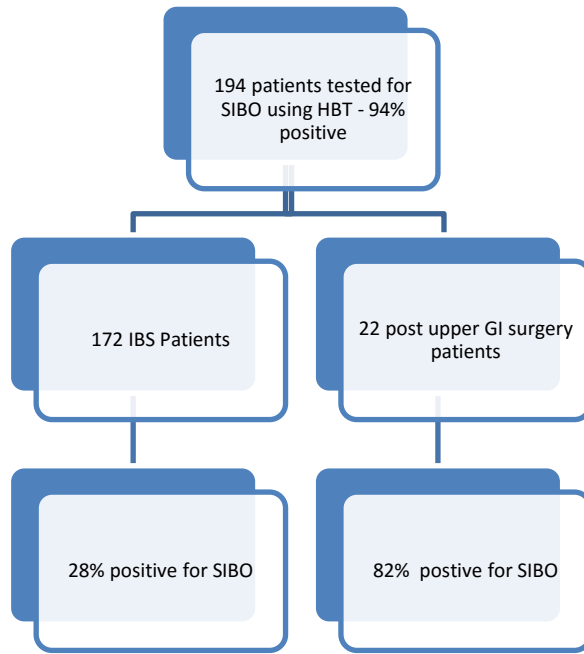 194 patients tested for
SIBO using HBT - 94%
positive
172 IBS Patients
22 post upper GI surgery
patients
28% positive for SIBO
82% postive for SIBO